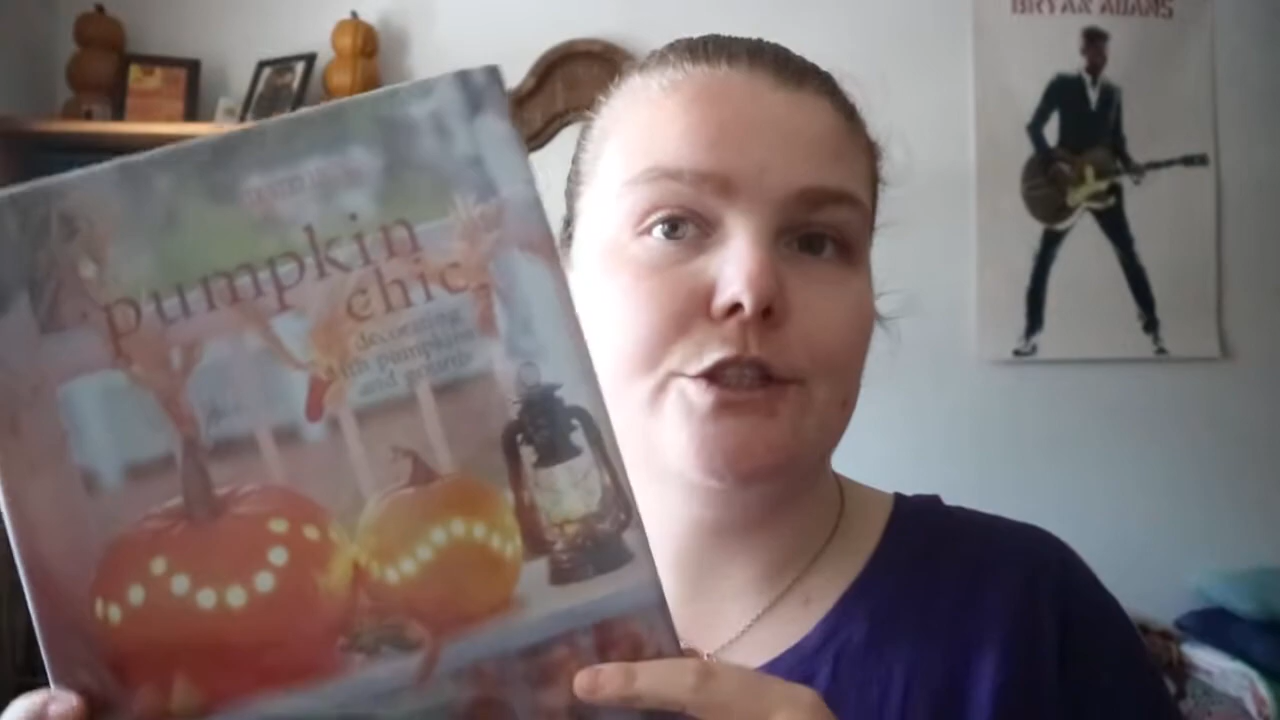 pumpkin
chic
decorating
with pumpkins
and gourds
BRYAN ADAMS